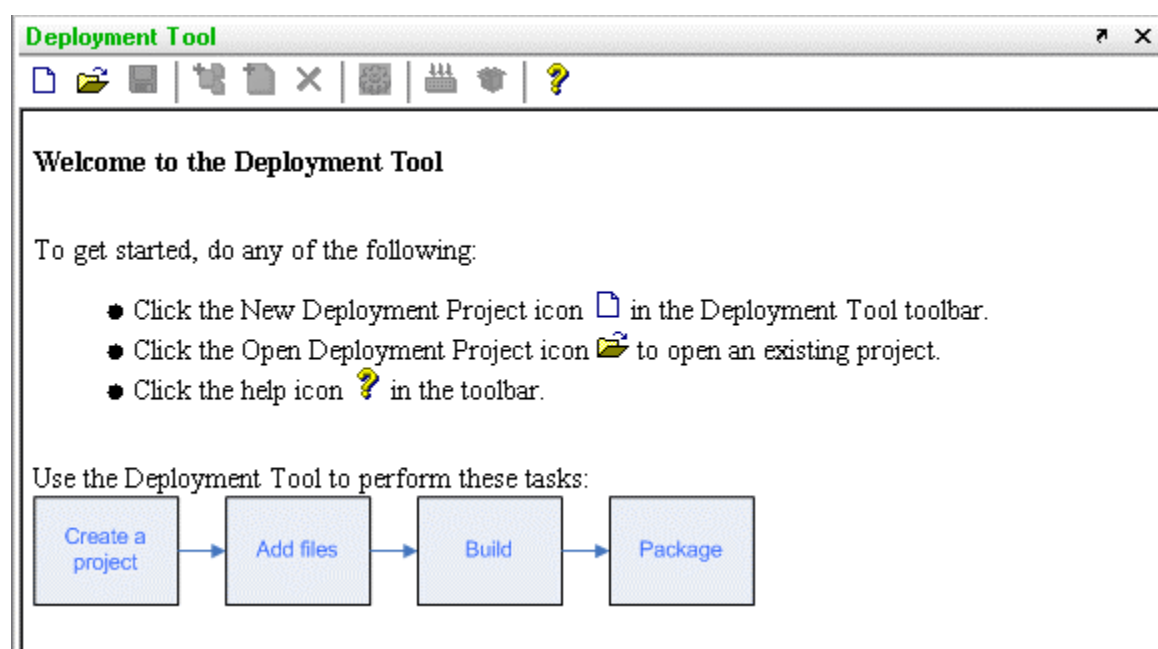 Deployment Tool
Welcome to the Deployment Tool
To get started, do any of the following:
Click the New Deployment Project icon in the Deployment Tool toolbar.
Click the Open Deployment Project icon to open an existing project.
Click the help icon in the toolbar.
Use the Deployment Tool to perform these tasks:
Create a
project
Add files
Build
Package